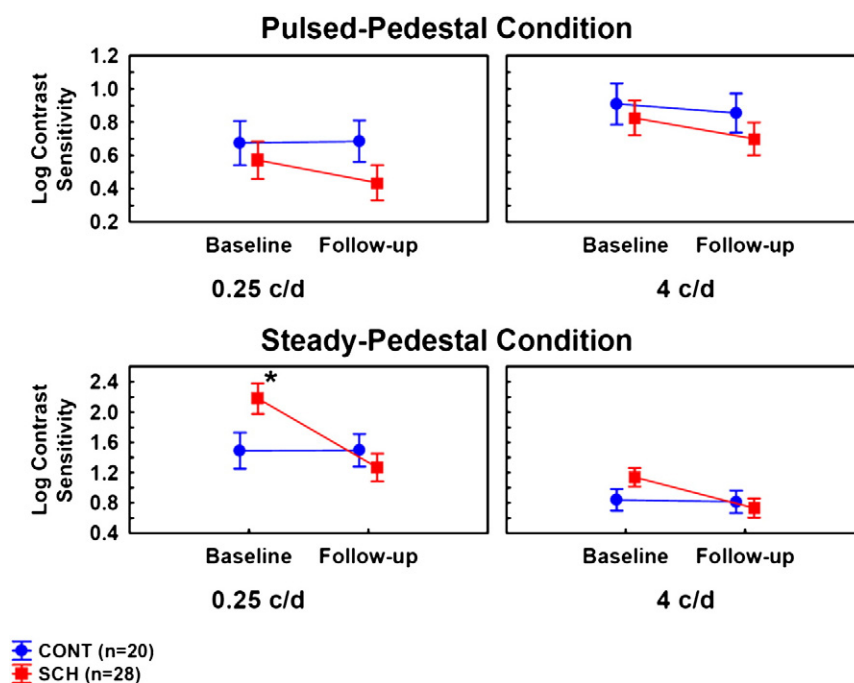 Pulsed-Pedestal Condition
Log Contrast
Sensitivity
1.2
1.0
0.8
0.6
0.4
0.2
Baseline Follow-up
0.25 c/d
Baseline Follow-up
4 c/d
Steady-Pedestal Condition
Log Contrast
Sensitivity
2.4
2.0
1.6
1.2
0.8
0.4
*
Baseline Follow-up
0.25 c/d
Baseline Follow-up
4 c/d
CONT (n=20)
SCH (n=28)